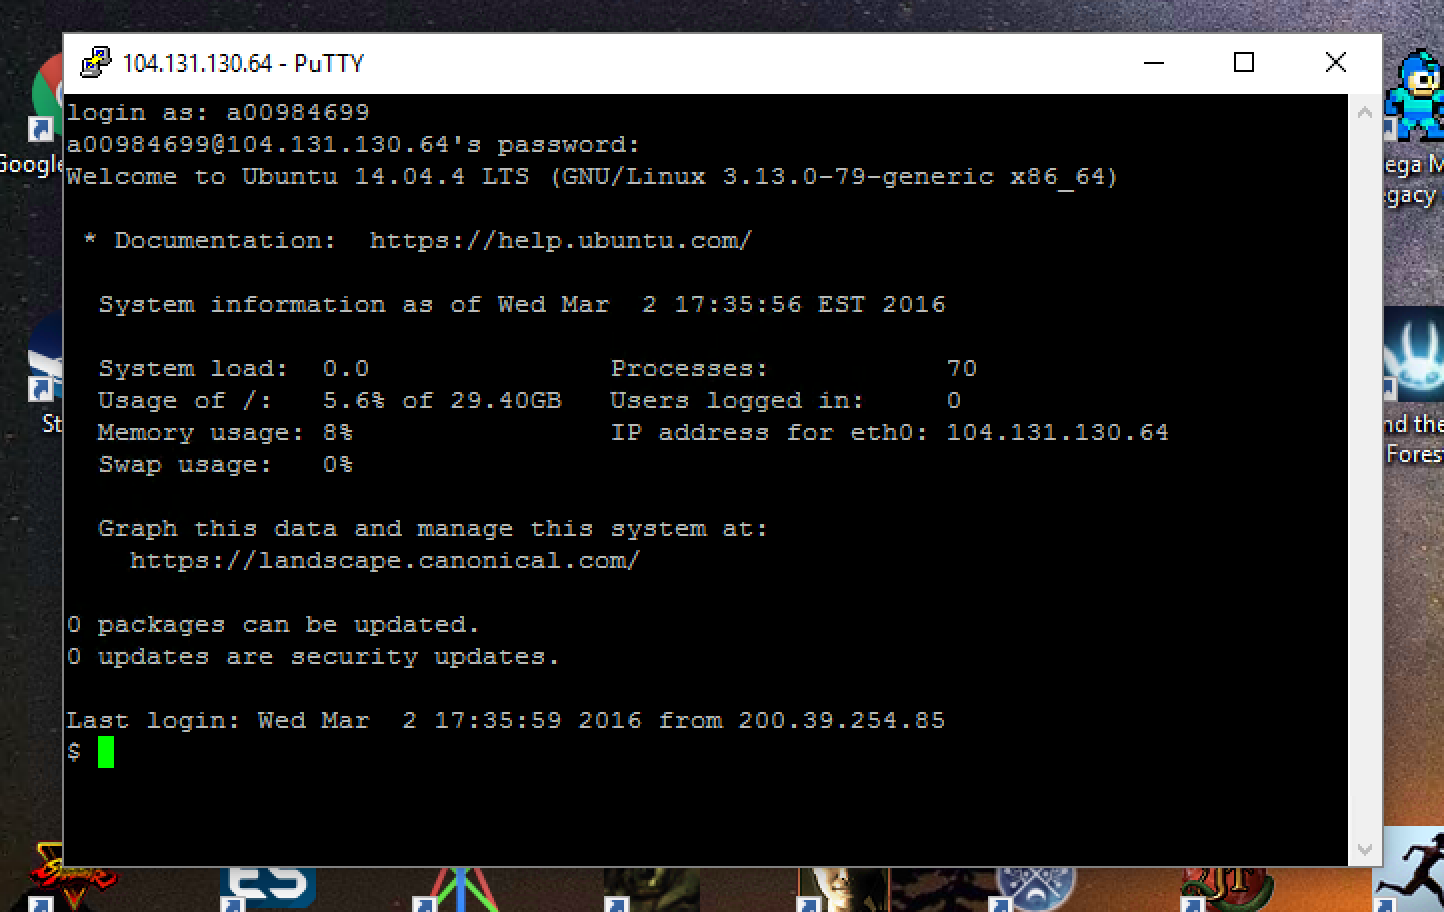 104.131.130.64 - PuTTY
login as: a00984699
a00984699@104.131.130.64's password:
Welcome to Ubuntu 14.04.4 LTS (GNU/Linux 3.13.0-79-generic x86_64)
* Documentation:  https://help.ubuntu.com/
System information as of Wed Mar  2 17:35:56 EST 2016
System load:  0.0               Processes:           70
Usage of /:   5.6% of 29.40GB   Users logged in:     0
Memory usage: 8%                IP address for eth0: 104.131.130.64
Swap usage:   0%
Graph this data and manage this system at:
https://landscape.canonical.com/
0 packages can be updated.
0 updates are security updates.
Last login: Wed Mar  2 17:35:59 2016 from 200.39.254.85
$
Google
St
ega M
gacy
nd the
Fores
ES